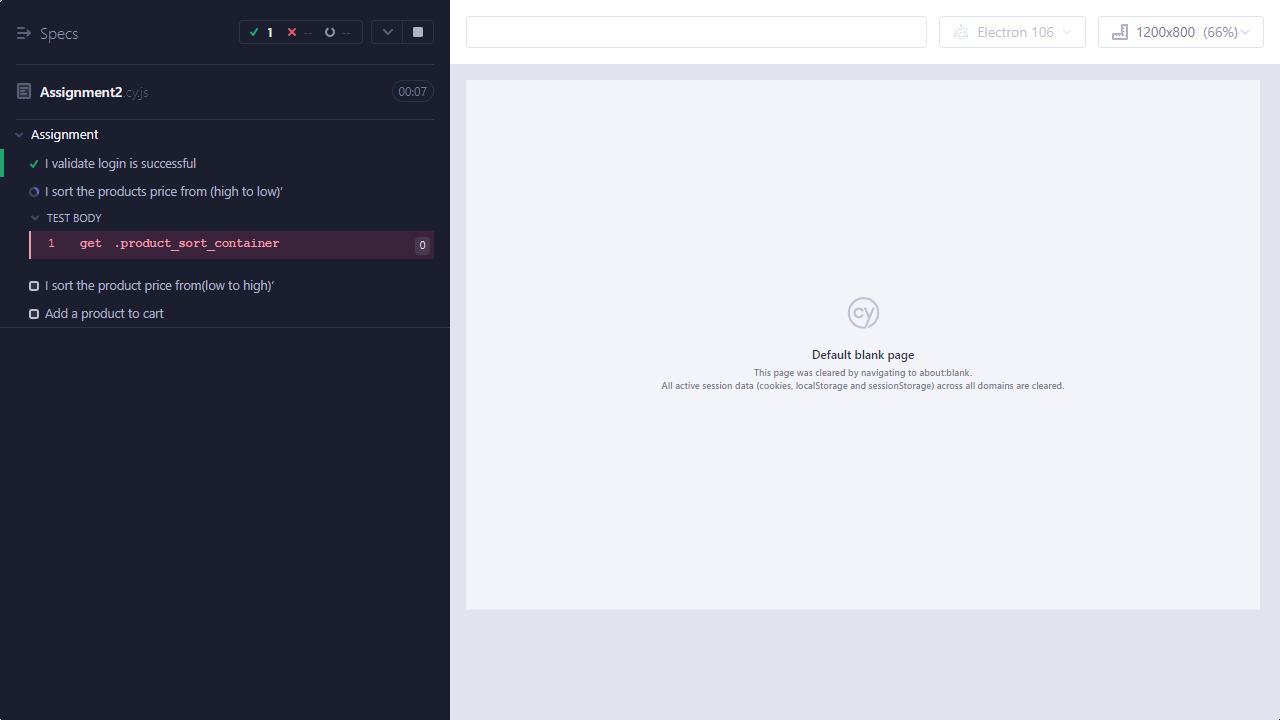 Specs
1
--
--
Assignment2.cy.js
00:07
Assignment
I validate login is successful
I sort the products price from (high to low)'
TEST BODY
1 get .product_sort_container 0
I sort the product price from(low to high)'
Add a product to cart
Electron 106
1200x800 (66%)
cy
Default blank page
This page was cleared by navigating to about:blank.
All active session data (cookies, localStorage and sessionStorage) across all domains are cleared.